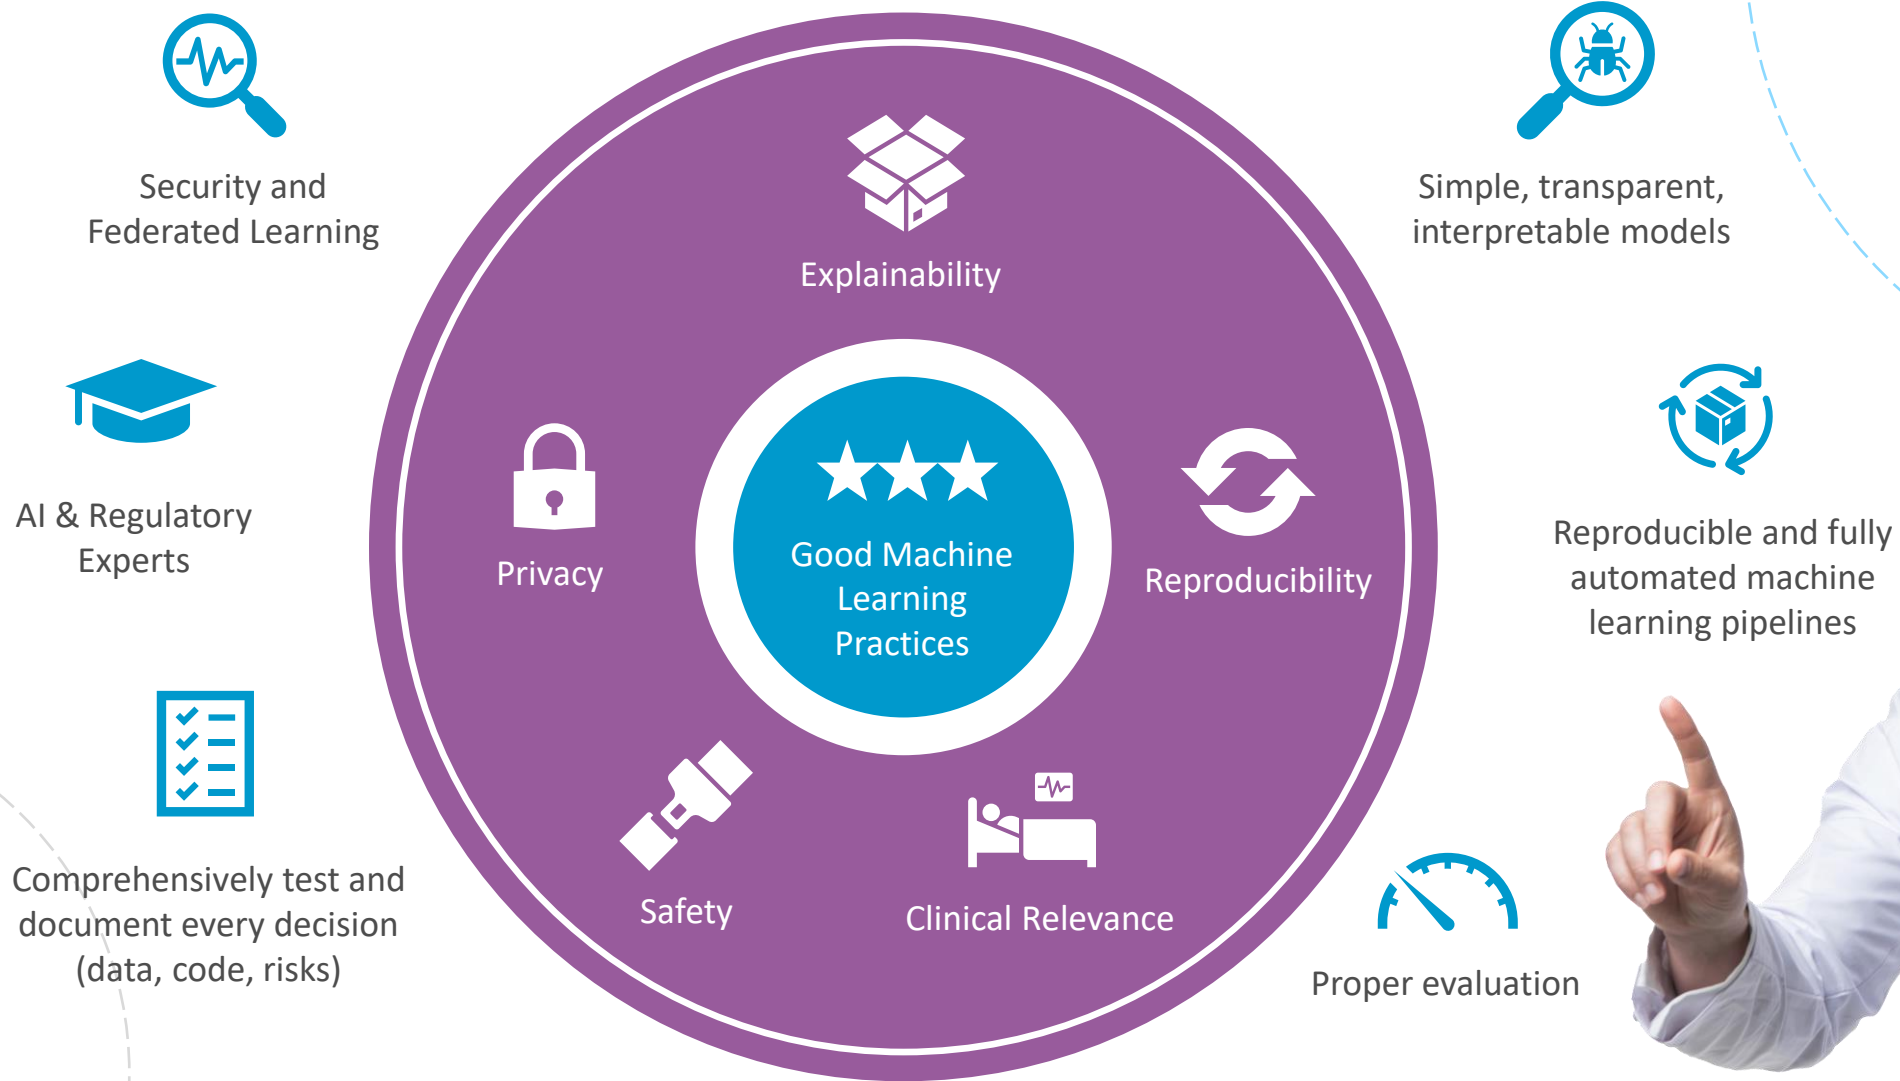 Security and
Federated Learning
Simple, transparent,
interpretable models
Explainability
AI & Regulatory
Experts
Privacy
Good Machine
Learning
Practices
Reproducibility
Reproducible and fully
automated machine
learning pipelines
Comprehensively test and
document every decision
(data, code, risks)
Safety
Clinical Relevance
Proper evaluation